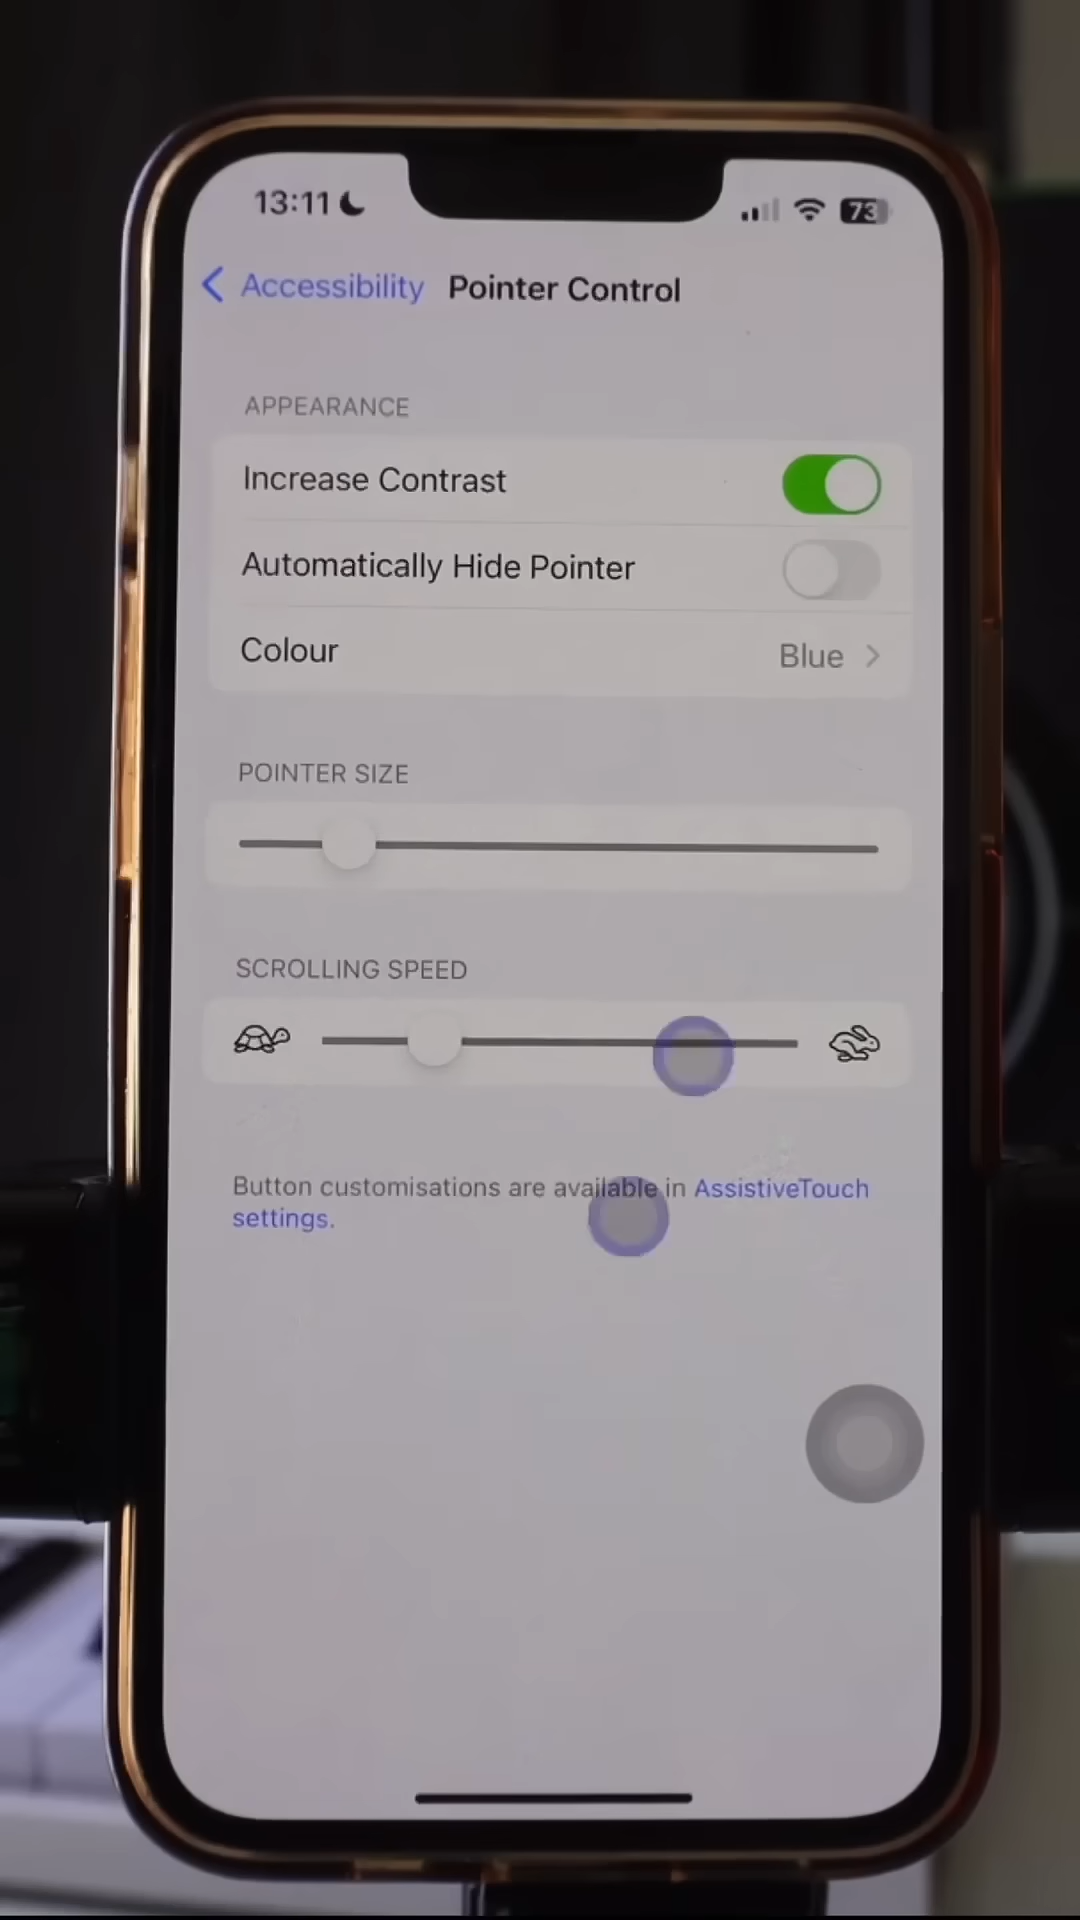 13:11
73
Accessibility Pointer Control
APPEARANCE
Increase Contrast
Automatically Hide Pointer
Colour Blue
POINTER SIZE
SCROLLING SPEED
Button customisations are available in AssistiveTouch
settings.